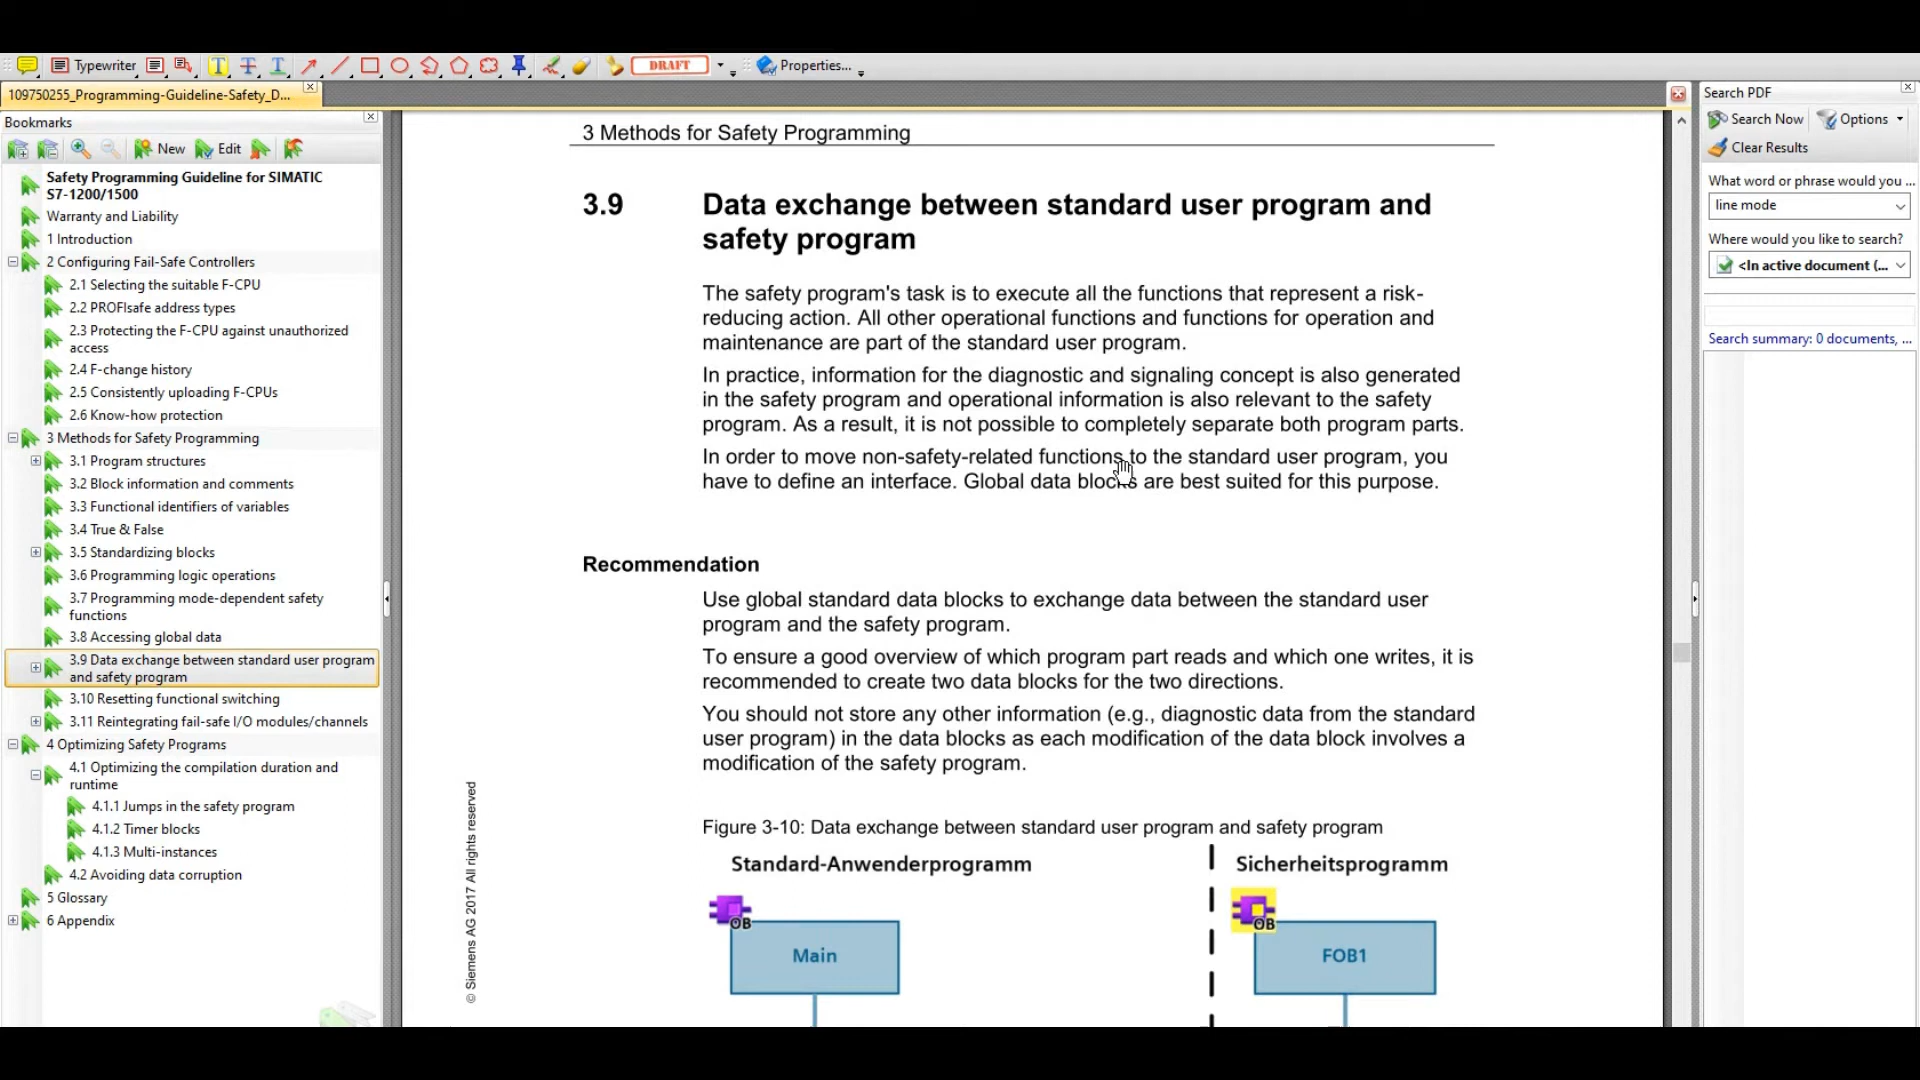 Typewriter
DRAFT
Properties...
109750255_Programming-Guideline-Safety_D...
Bookmarks
New
Edit
Safety Programming Guideline for SIMATIC
S7-1200/1500
Warranty and Liability
1 Introduction
2 Configuring Fail-Safe Controllers
2.1 Selecting the suitable F-CPU
2.2 PROFIsafe address types
2.3 Protecting the F-CPU against unauthorized
access
2.4 F-change history
2.5 Consistently uploading F-CPUs
2.6 Know-how protection
3 Methods for Safety Programming
3.1 Program structures
3.2 Block information and comments
3.3 Functional identifiers of variables
3.4 True & False
3.5 Standardizing blocks
3.6 Programming logic operations
3.7 Programming mode-dependent safety
functions
3.8 Accessing global data
3.9 Data exchange between standard user program
and safety program
3.10 Resetting functional switching
3.11 Reintegrating fail-safe I/O modules/channels
4 Optimizing Safety Programs
4.1 Optimizing the compilation duration and
runtime
4.1.1 Jumps in the safety program
4.1.2 Timer blocks
4.1.3 Multi-instances
4.2 Avoiding data corruption
5 Glossary
6 Appendix
3 Methods for Safety Programming
3.9 Data exchange between standard user program and
safety program
The safety program's task is to execute all the functions that represent a risk-
reducing action. All other operational functions and functions for operation and
maintenance are part of the standard user program.
In practice, information for the diagnostic and signaling concept is also generated
in the safety program and operational information is also relevant to the safety
program. As a result, it is not possible to completely separate both program parts.
In order to move non-safety-related functions to the standard user program, you
have to define an interface. Global data blocks are best suited for this purpose.
Recommendation
Use global standard data blocks to exchange data between the standard user
program and the safety program.
To ensure a good overview of which program part reads and which one writes, it is
recommended to create two data blocks for the two directions.
You should not store any other information (e.g., diagnostic data from the standard
user program) in the data blocks as each modification of the data block involves a
modification of the safety program.
© Siemens AG 2017 All rights reserved
Figure 3-10: Data exchange between standard user program and safety program
Standard-Anwenderprogramm
Sicherheitsprogramm
OB
OB
Main
FOB1
Search PDF
Search Now
Options
Clear Results
What word or phrase would you ...
line mode
Where would you like to search?
<In active document (...
Search summary: 0 documents, ...